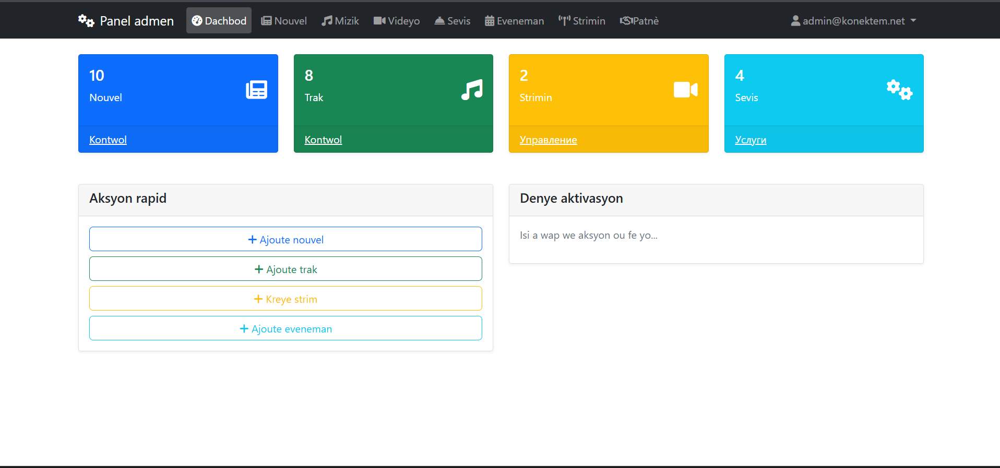 Panel admen Dachbod Nouvel Mizik Videyo Sevis Eveneman Strimin Patnè admin@konektem.net
10
Nouvel
Kontwol
8
Trak
Kontwol
2
Strimin
Управление
4
Sevis
Услуги
Aksyon rapid
+ Ajoute nouvel
+ Ajoute trak
+ Kreye strim
+ Ajoute eveneman
Denye aktivasyon
Isi a wap we aksyon ou fe yo...